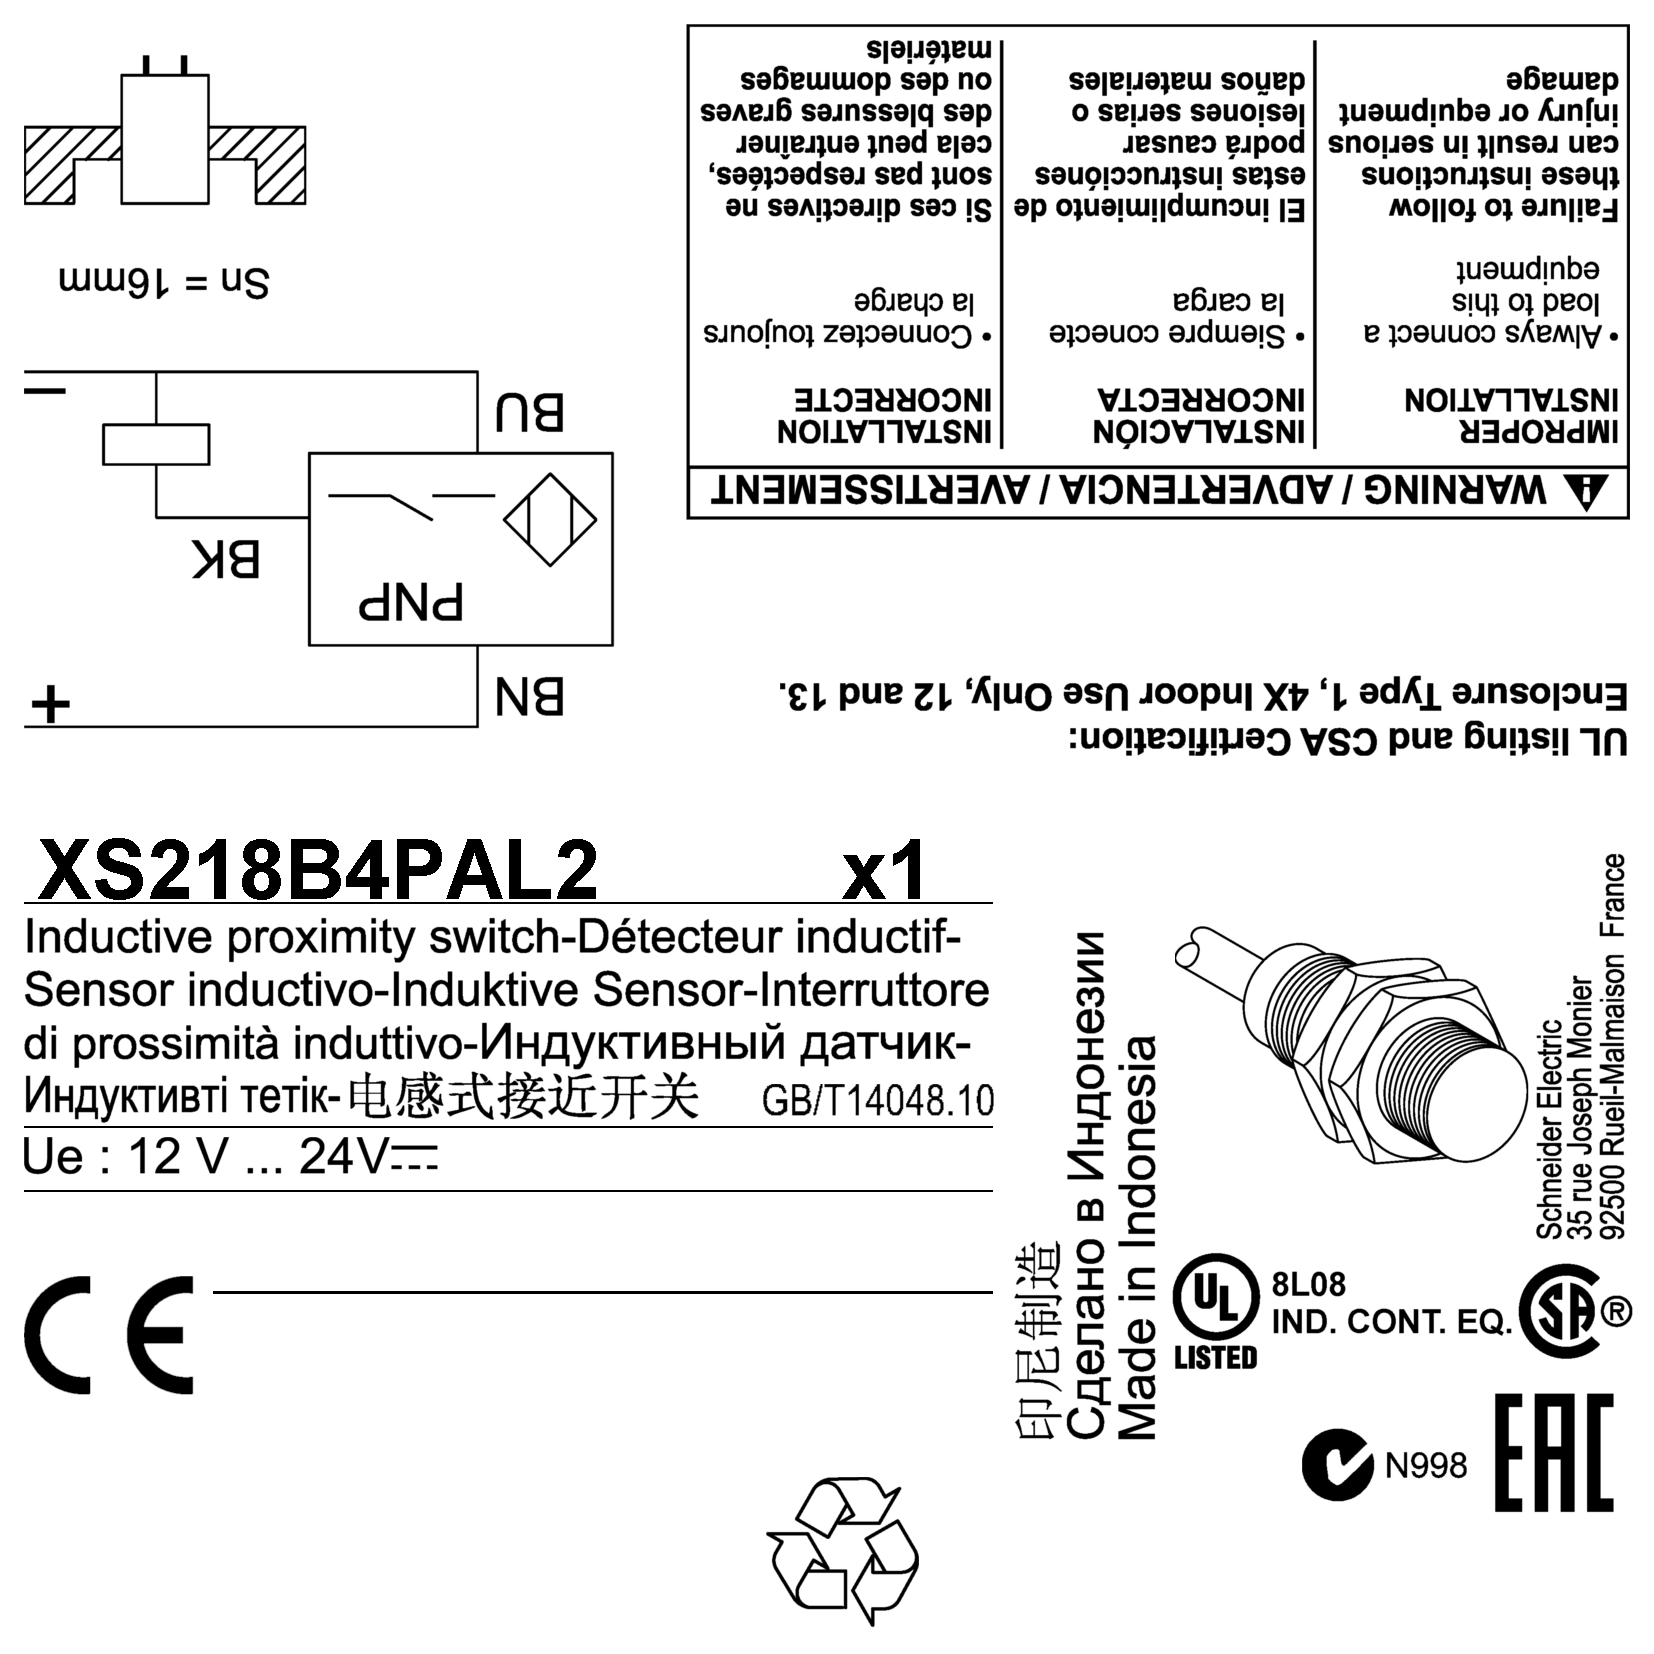 Sn = 16mm
–
BU
BK
PNP
BN
+
⚠ WARNING / ADVERTENCIA / AVERTISSEMENT
IMPROPER
INSTALLATION
• Always connect a
load to this
equipment
Failure to follow
these instructions
can result in serious
injury or equipment
damage
INSTALACIÓN
INCORRECTA
• Siempre conecte
la carga
El incumplimiento de
estas instruccióones
podrá causar
lesiones serias o
daños materiales
INSTALLATION
INCORRECTE
• Connectez toujours
la charge
Si ces directives ne
sont pas respectées,
cela peut entraîner
des blessures graves
ou des dommages
matériels
UL listing and CSA Certification:
Enclosure Type 1, 4X Indoor Use Only, 12 and 13.
XS218B4PAL2 x1
Inductive proximity switch-Détecteur inductif-
Sensor inductivo-Induktive Sensor-Interruttore
di prossimità induttivo-Индуктивный датчик-
Индуктивті тетік-电感式接近开关 GB/T14048.10
Ue : 12 V ... 24V⎓
CE
印尼制造
Сделано в Индонезии
Made in Indonesia
Schneider Electric
35 rue Joseph Monier
92500 Rueil-Malmaison France
UL
LISTED
8L08
IND. CONT. EQ.
SA ®
N998
EAC